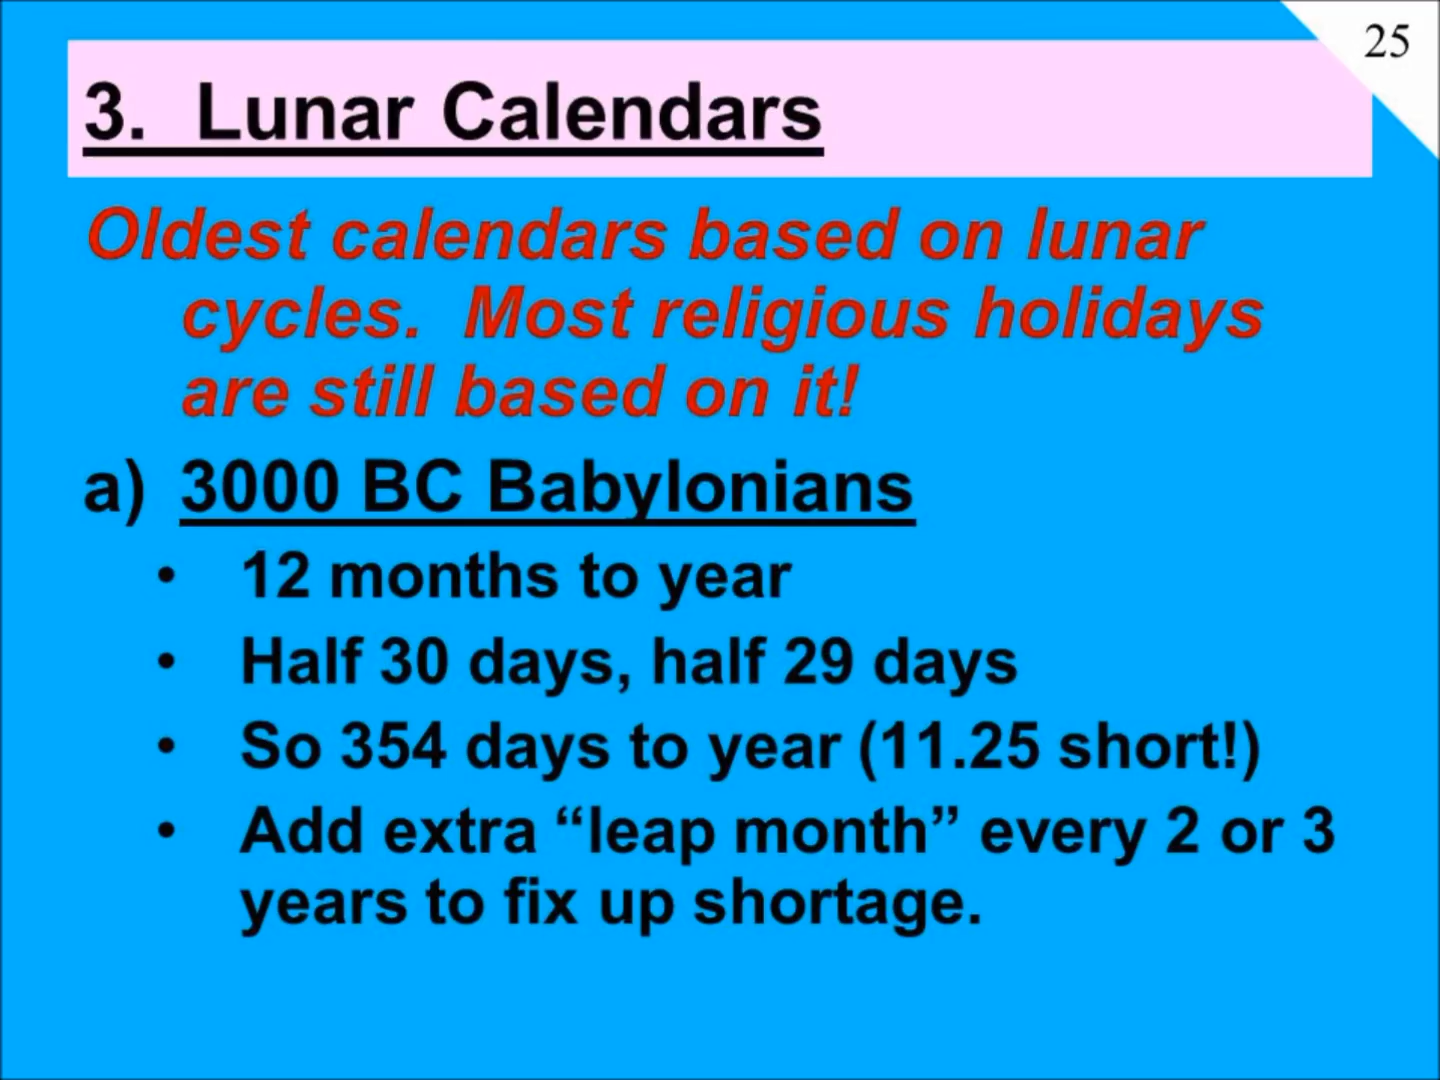 25
3. Lunar Calendars
Oldest calendars based on lunar
cycles. Most religious holidays
are still based on it!
a) 3000 BC Babylonians
• 12 months to year
• Half 30 days, half 29 days
• So 354 days to year (11.25 short!)
• Add extra “leap month” every 2 or 3
years to fix up shortage.